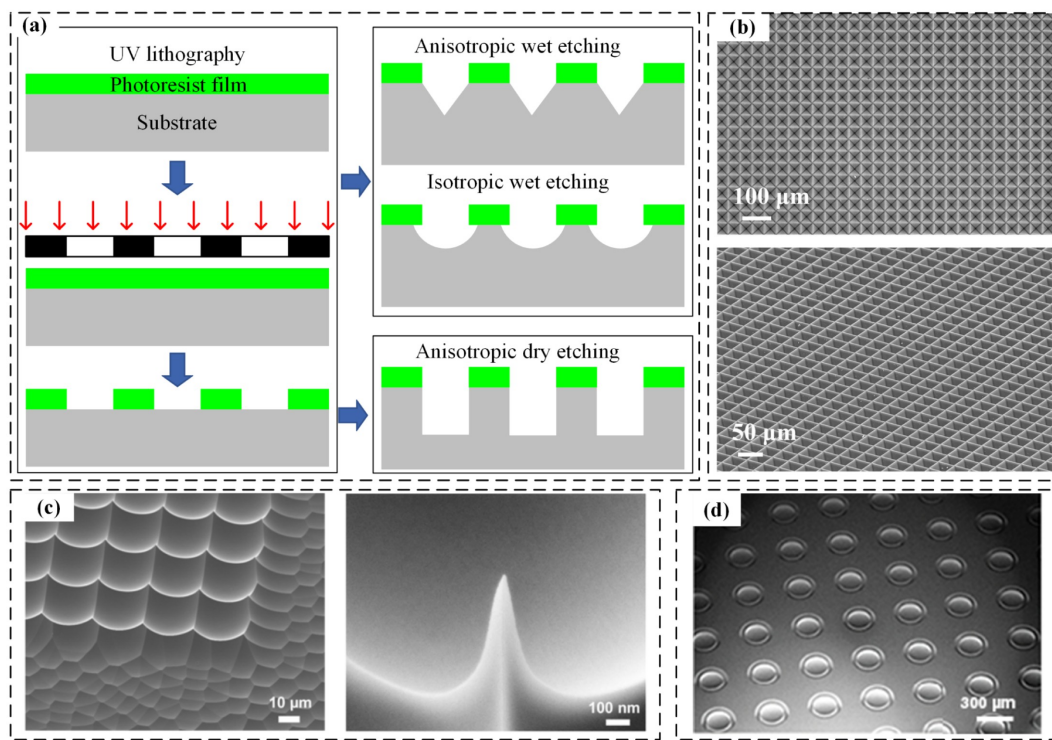 (a)
UV lithography
Photoresist film
Substrate
Anisotropic wet etching
Isotropic wet etching
Anisotropic dry etching
(b)
100 μm
50 μm
(c)
10 μm
100 nm
(d)
300 μm